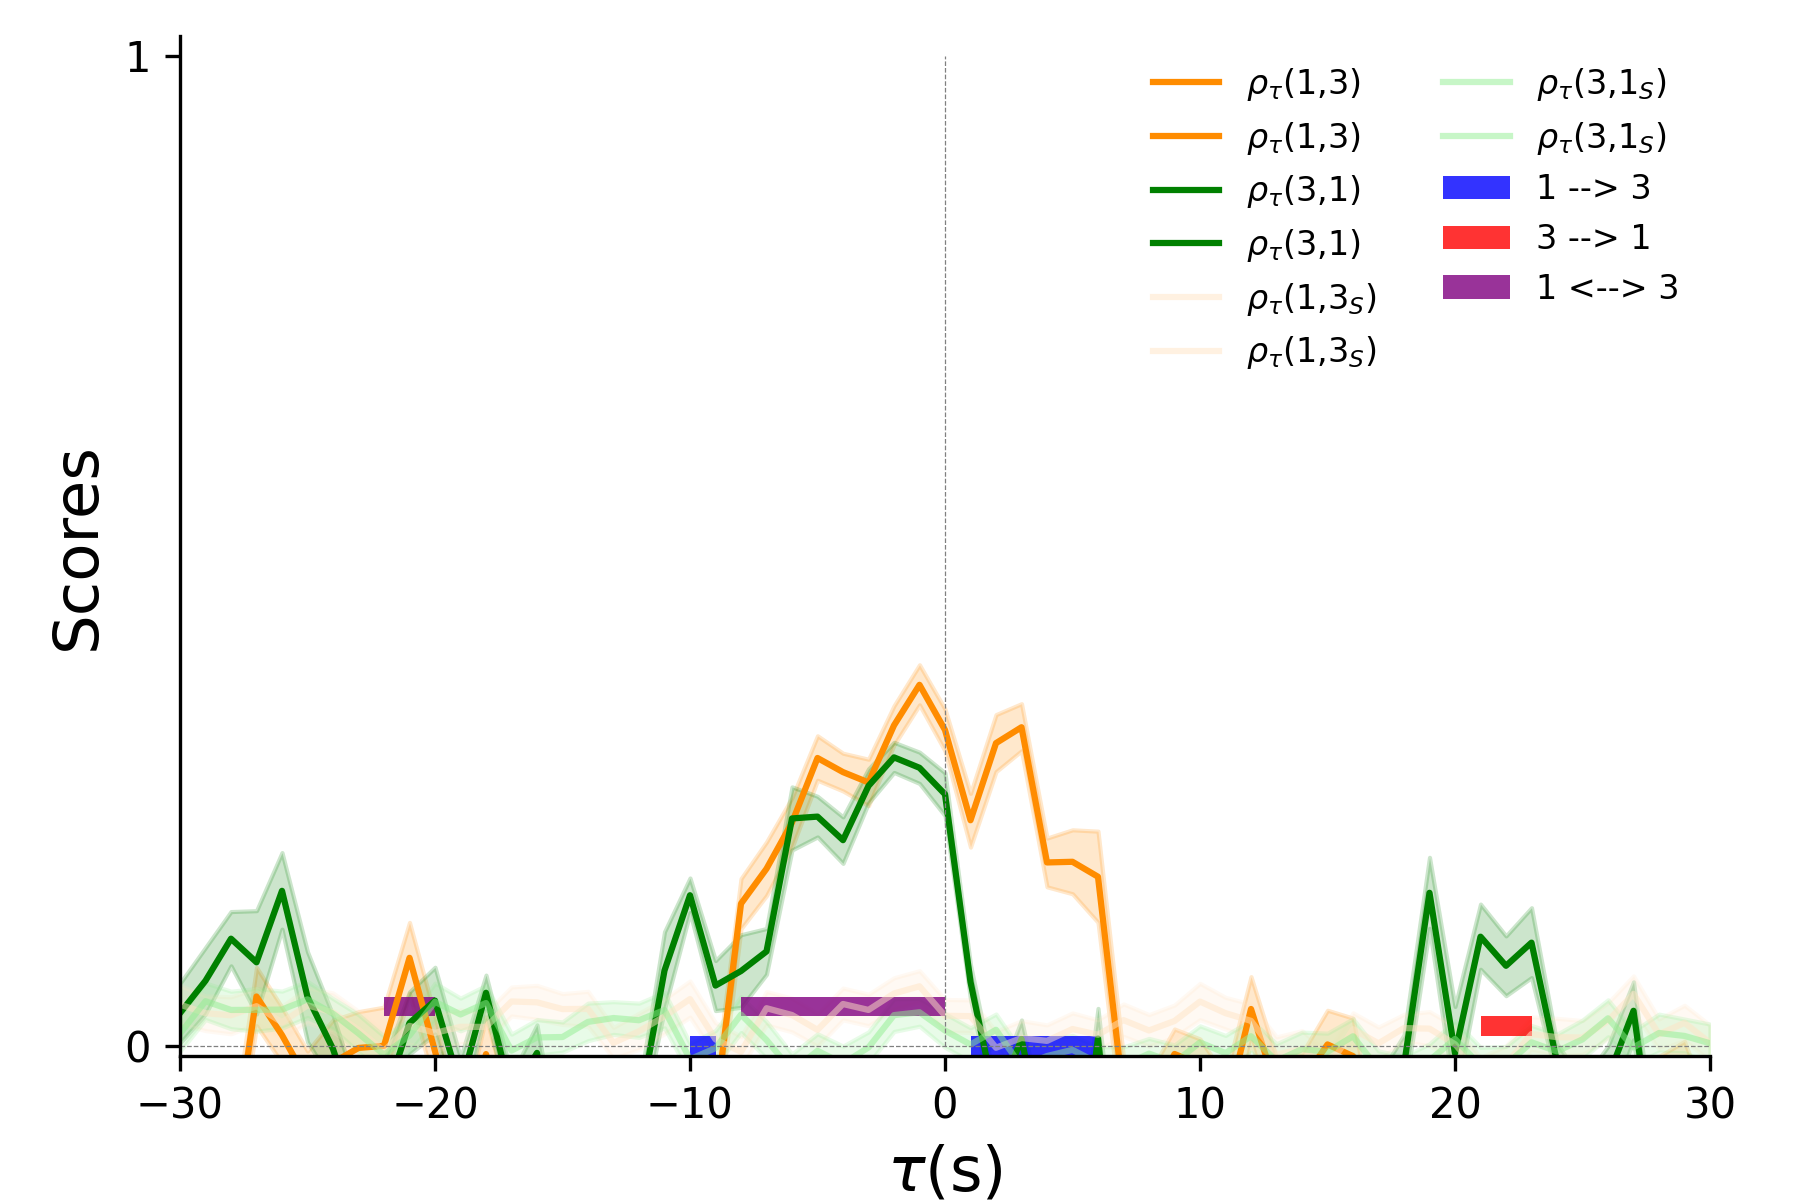 1
ρτ(1,3)
ρτ(1,3)
ρτ(3,1)
ρτ(3,1)
ρτ(1,3S)
ρτ(1,3S)
ρτ(3,1S)
ρτ(3,1S)
1 --> 3
3 --> 1
1 <--> 3
Scores
0
−30 −20 −10 0 10 20 30
τ(s)